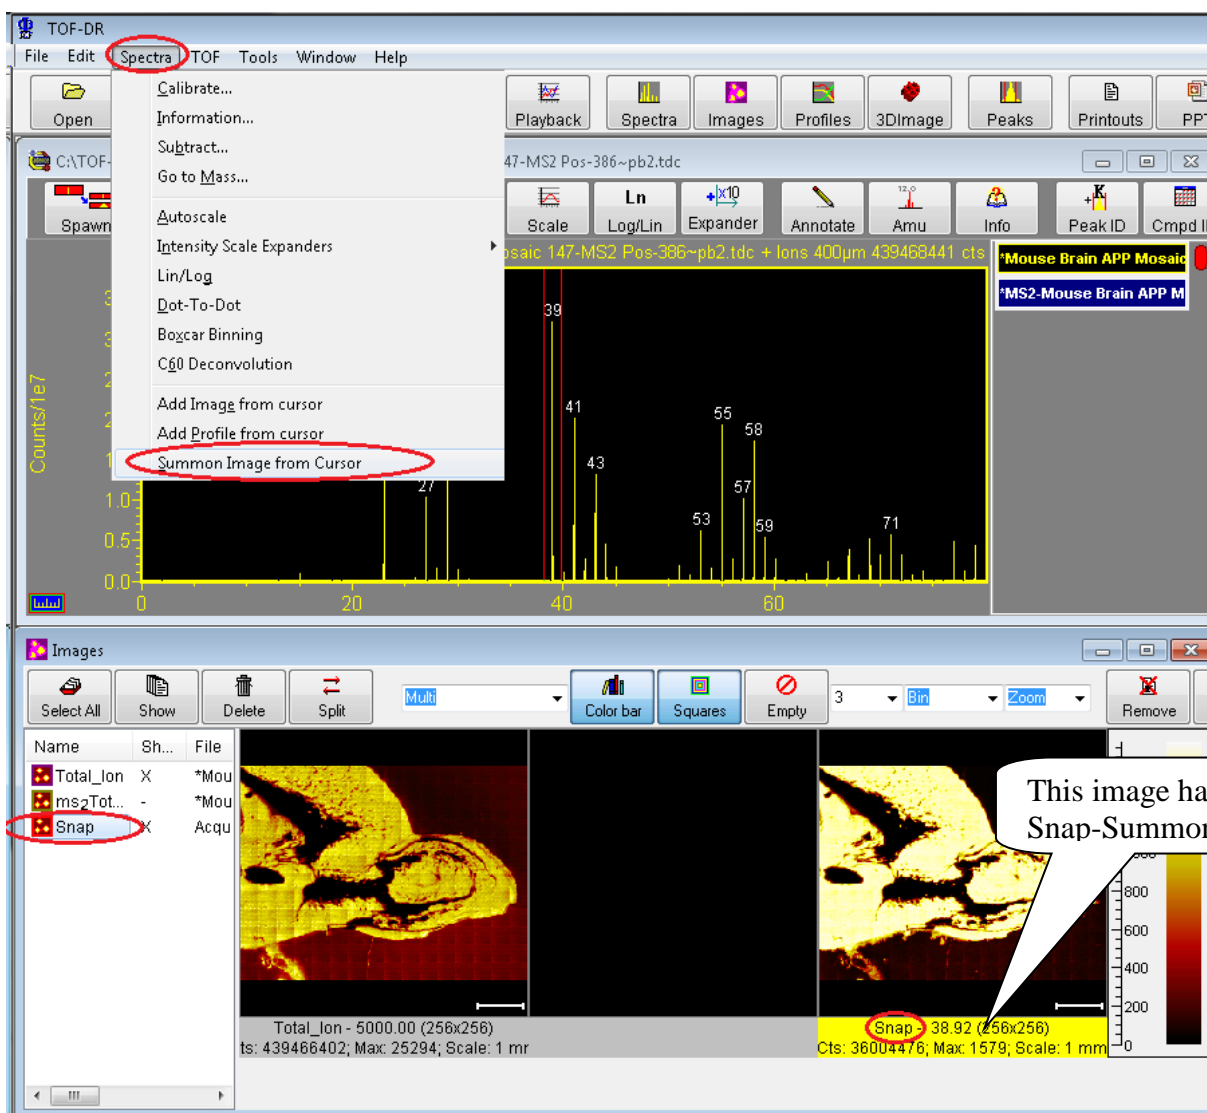 TOF-DR
File Edit Spectra TOF Tools Window Help
Open Playback Spectra Images Profiles 3DImage Peaks Printouts
Calibrate...
Information...
Subtract...
Go to Mass...
Autoscale
Intensity Scale Expanders
Lin/Log
Dot-To-Dot
Boxcar Binning
C60 Deconvolution
Add Image from cursor
Add Profile from cursor
Summon Image from Cursor
C:\TOF- 47-MS2 Pos-386~pb2.tdc
Spawn Scale Ln Log/Lin +x10 Expander Annotate 12.0 Amu Info +K Peak ID Cmpd
osaic 147-MS2 Pos-386~pb2.tdc + Ions 400µm 439468441 cts
*Mouse Brain APP Mosaic
*MS2-Mouse Brain APP M
Counts/1e7
1.0
0.5
0.0
27 39 41 43 53 55 57 58 59 71
0 20 40 60
Images
Select All Show Delete Split Multi Color bar Squares Empty 3 Bin Zoom Remove
Name Sh... File
Total_Ion X *Mou
ms2Tot... - *Mou
Snap X Acqu
This image ha
Snap-Summon
800
600
400
200
0
Total_Ion - 5000.00 (256x256)
ts: 439466402; Max: 25294; Scale: 1 mr
Snap - 38.92 (256x256)
Cts: 36004476; Max: 1579; Scale: 1 mm